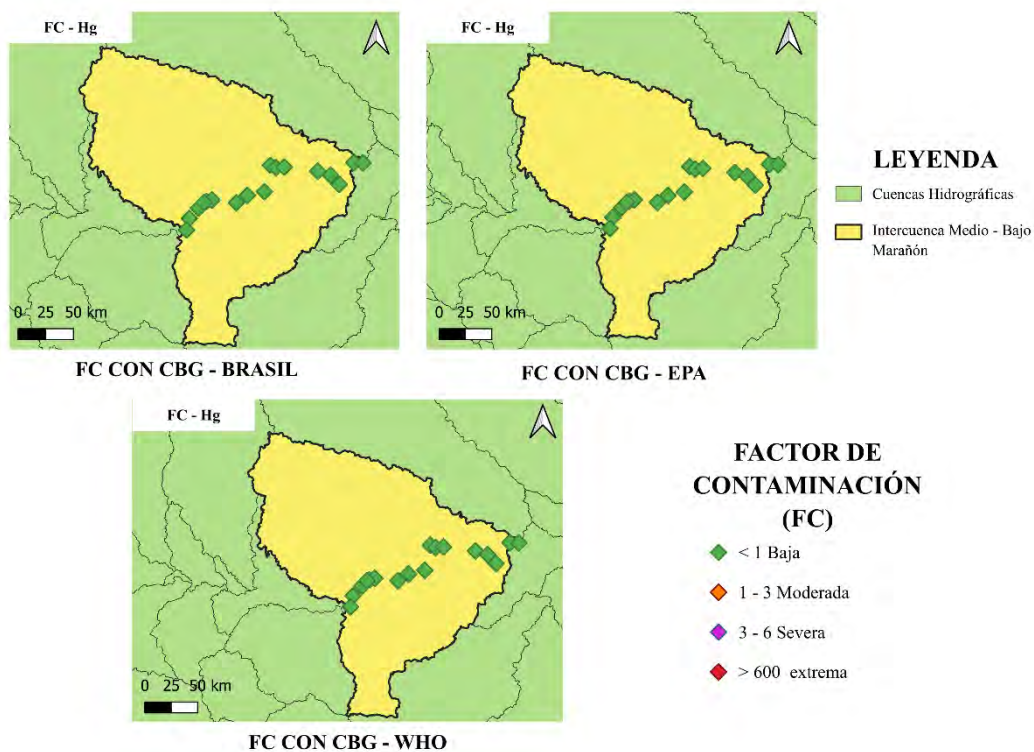 FC - Hg
0 25 50 km
FC CON CBG - BRASIL
FC - Hg
0 25 50 km
FC CON CBG - EPA
LEYENDA
Cuencas Hidrográficas
Intercuenca Medio - Bajo
Marañón
FC - Hg
0 25 50 km
FC CON CBG - WHO
FACTOR DE
CONTAMINACIÓN
(FC)
< 1 Baja
1 - 3 Moderada
3 - 6 Severa
> 600 extrema